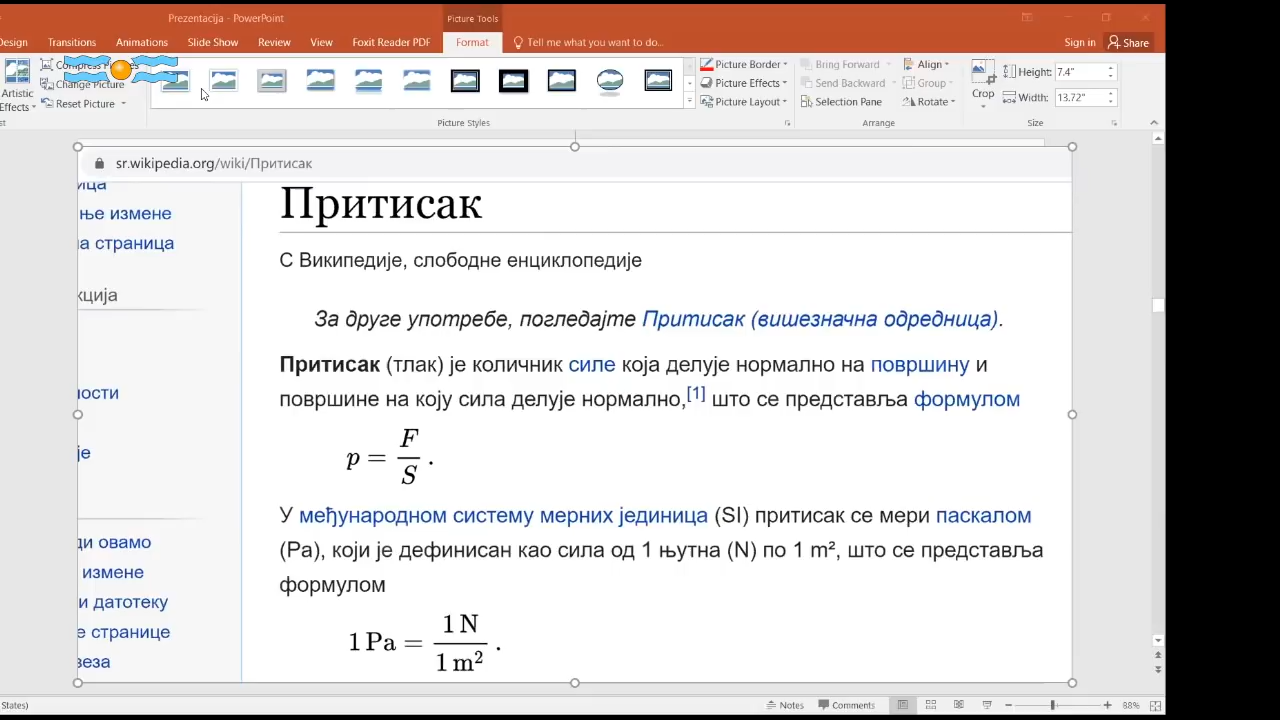 Prezentacija - PowerPoint
Picture Tools
Design Transitions Animations Slide Show Review View Foxit Reader PDF Format Tell me what you want to do... Sign in Share
Artistic
Effects
Compress Pictures
Change Picture
Reset Picture
Picture Border
Picture Effects
Picture Layout
Picture Styles
Bring Forward
Send Backward
Selection Pane
Align
Group
Rotate
Arrange
Crop
Height: 7.4"
Width: 13.72"
Size
sr.wikipedia.org/wiki/Притисак
ица
ње измене
а страница
кција
ности
је
ди овамо
измене
и датотеку
е странице
веза
Притисак
С Википедије, слободне енциклопедије
За друге употребе, погледајте Притисак (вишезначна одредница).
Притисак (тлак) је количник силе која делује нормално на површину и
површине на коју сила делује нормално,[1] што се представља формулом
p = F/S .
У међународном систему мерних јединица (SI) притисак се мери паскалом
(Pa), који је дефинисан као сила од 1 њутна (N) по 1 m², што се представља
формулом
1 Pa = 1 N/1 m² .
States) Notes Comments 88%